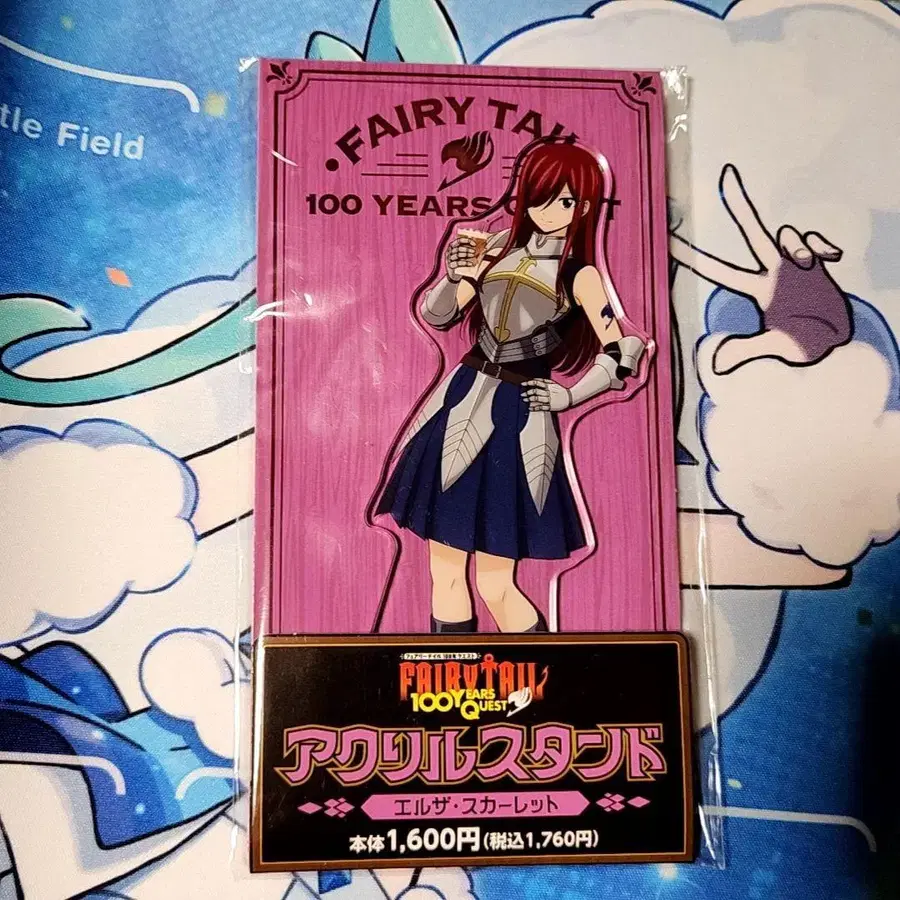 tle Field
FAIRY TAIL
100 YEARS QUEST
フェアリーテイル 100年クエスト
FAIRY TAIL
100 YEARS
QUEST
アクリルスタンド
エルザ・スカーレット
本体1,600円(税込1,760円)